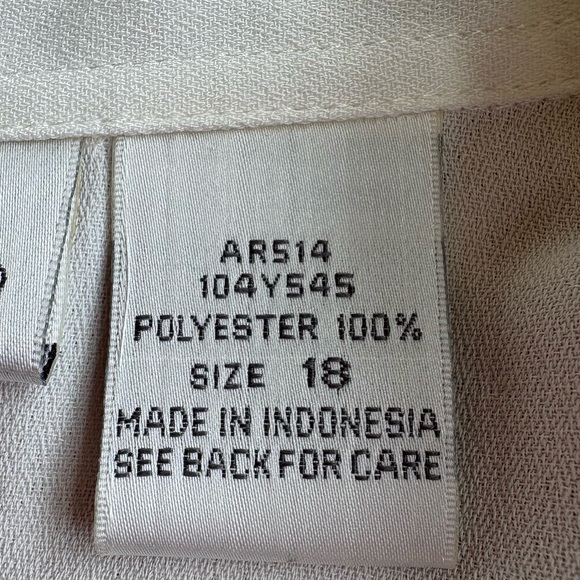 AR514
104Y545
POLYESTER 100%
SIZE 18
MADE IN INDONESIA
SEE BACK FOR CARE